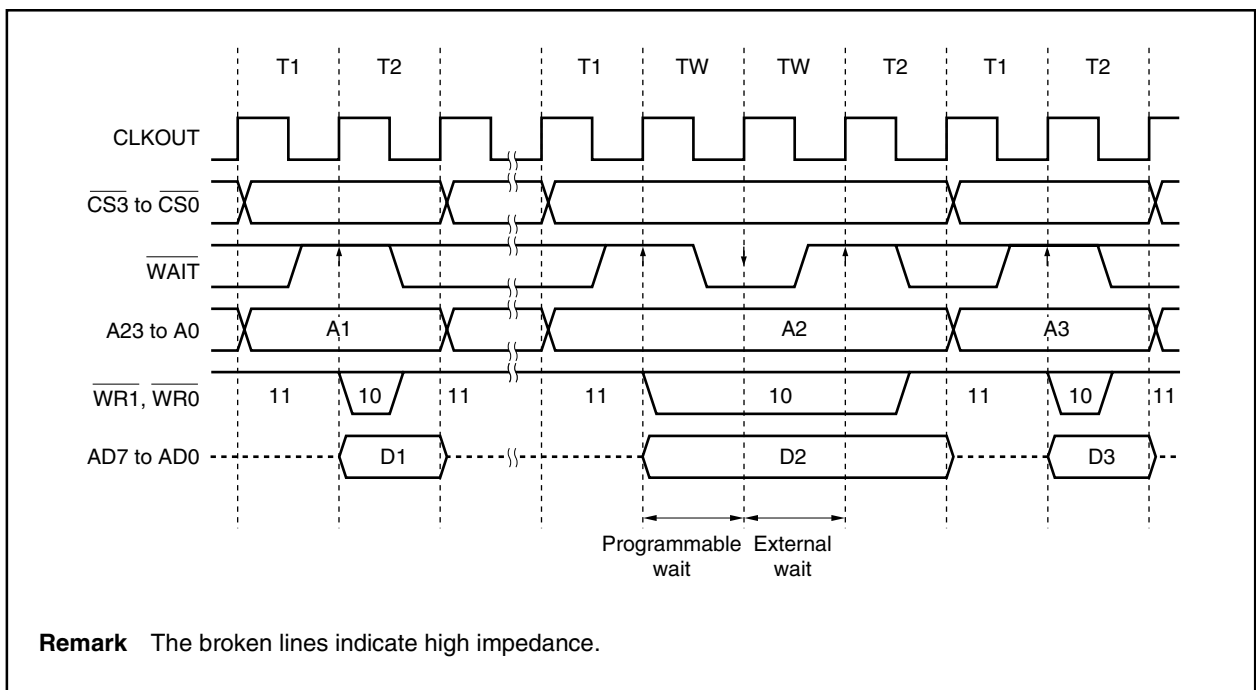 T1 T2 T1 TW TW T2 T1 T2
CLKOUT
CS3 to CS0
WAIT
A23 to A0 A1 A2 A3
WR1, WR0 11 10 11 11 10 11 10 11
AD7 to AD0 D1 D2 D3
Programmable wait
External wait
Remark The broken lines indicate high impedance.